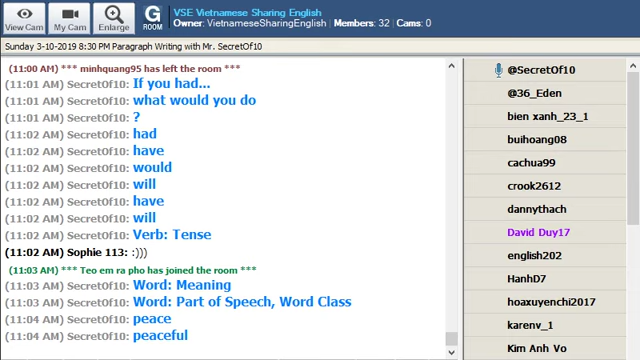 View Cam
My Cam
Enlarge
G
ROOM
VSE Vietnamese Sharing English
Owner: VietnameseSharingEnglish | Members: 32 | Cams: 0
Sunday 3-10-2019 8:30 PM Paragraph Writing with Mr. SecretOf10
(11:00 AM) *** minhquang95 has left the room ***
(11:01 AM) SecretOf10: If you had...
(11:01 AM) SecretOf10: what would you do
(11:01 AM) SecretOf10: ?
(11:02 AM) SecretOf10: had
(11:02 AM) SecretOf10: have
(11:02 AM) SecretOf10: would
(11:02 AM) SecretOf10: will
(11:02 AM) SecretOf10: have
(11:02 AM) SecretOf10: will
(11:02 AM) SecretOf10: Verb: Tense
(11:02 AM) Sophie 113: :)))
(11:03 AM) *** Teo em ra pho has joined the room ***
(11:03 AM) SecretOf10: Word: Meaning
(11:03 AM) SecretOf10: Word: Part of Speech, Word Class
(11:04 AM) SecretOf10: peace
(11:04 AM) SecretOf10: peaceful
@SecretOf10
@36_Eden
bien xanh_23_1
buihoang08
cachua99
crook2612
dannythach
David Duy17
english202
HanhD7
hoaxuyenchi2017
karenv_1
Kim Anh Vo